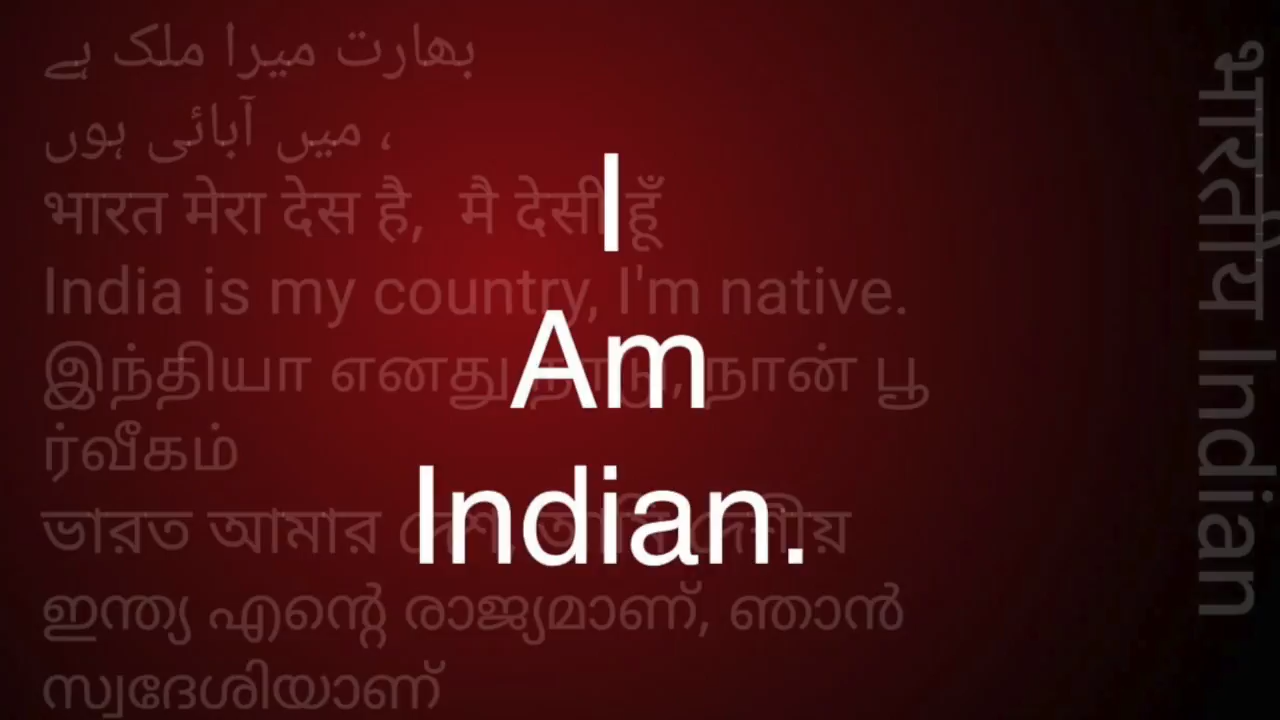 بھارت میرا ملک ہے
، میں آبائی ہوں
भारत मेरा देस है, मै देसी हूँ
India is my country, I'm native.
இந்தியா எனது நாடு, நான் பூ
ர்வீகம்
ভারত আমার দেশ, আমি দেশীয়
ഇന്ത്യ എന്റെ രാജ്യമാണ്, ഞാൻ
സ്വദേശിയാണ്
I
Am
Indian.
भारतीय Indian